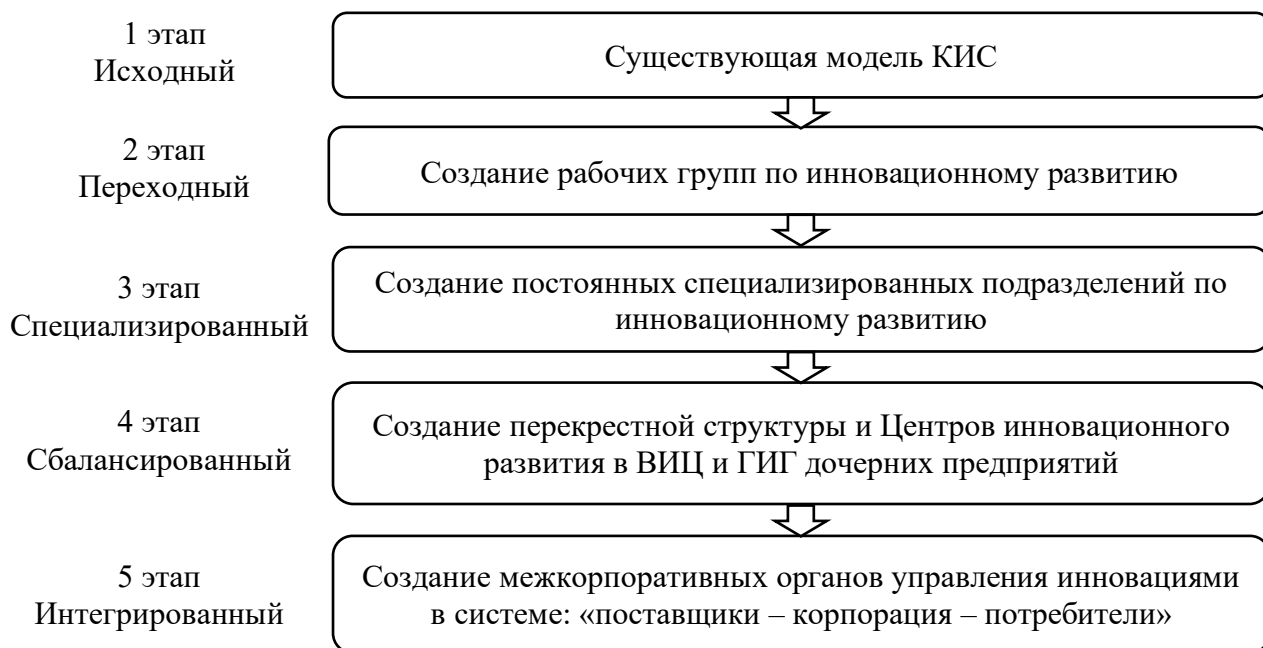 1 этап
Исходный
Существующая модель КИС
2 этап
Переходный
Создание рабочих групп по инновационному развитию
3 этап
Специализированный
Создание постоянных специализированных подразделений по
инновационному развитию
4 этап
Сбалансированный
Создание перекрестной структуры и Центров инновационного
развития в ВИЦ и ГИГ дочерних предприятий
5 этап
Интегрированный
Создание межкорпоративных органов управления инновациями
в системе: «поставщики – корпорация – потребители»